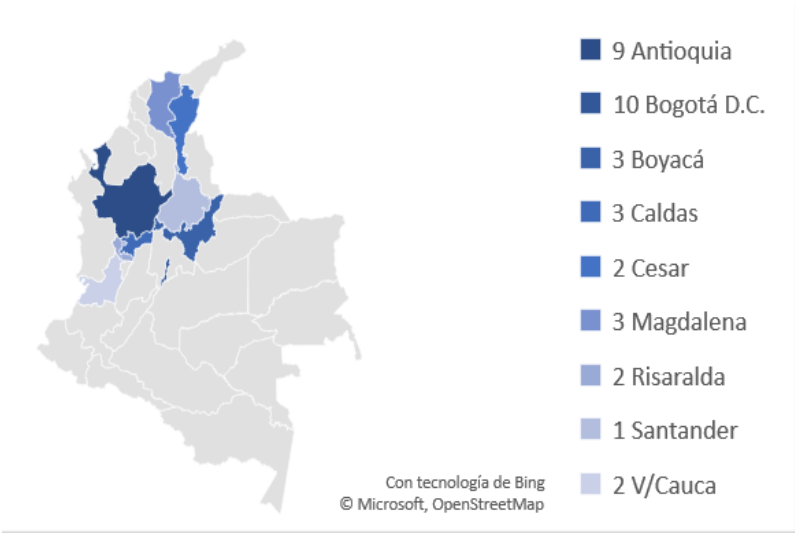 9 Antioquia
10 Bogotá D.C.
3 Boyacá
3 Caldas
2 Cesar
3 Magdalena
2 Risaralda
1 Santander
2 V/Cauca
Con tecnología de Bing
© Microsoft, OpenStreetMap